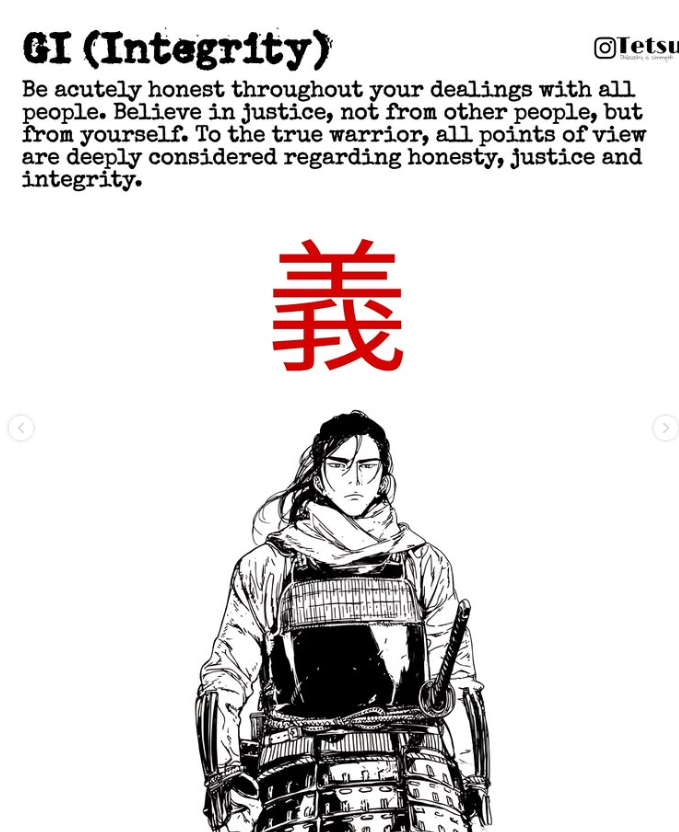 GI (Integrity)
Tetsu
Philosophy & Strength
Be acutely honest throughout your dealings with all
people. Believe in justice, not from other people, but
from yourself. To the true warrior, all points of view
are deeply considered regarding honesty, justice and
integrity.
義